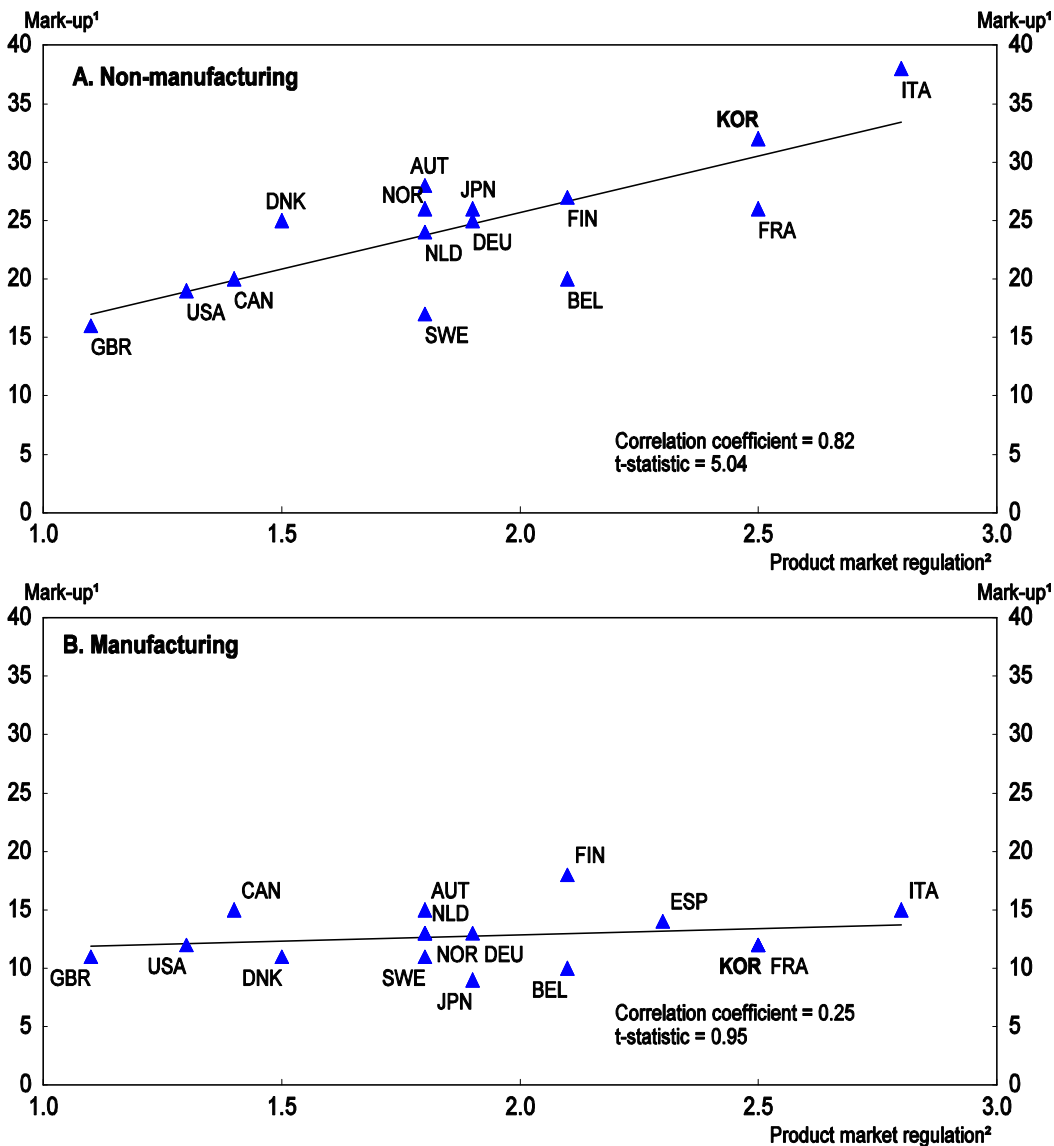 Mark-up¹ Mark-up¹
40 40
A. Non-manufacturing
ITA
35 35
KOR
30 30
AUT
NOR JPN
DNK
25 25
FIN
FRA
NLD DEU
20 20
USA CAN BEL
SWE
15 GBR 15
10 10
Correlation coefficient = 0.82
5 t-statistic = 5.04 5
0 0
1.0 1.5 2.0 2.5 3.0
Product market regulation²
Mark-up¹ Mark-up¹
40 40
B. Manufacturing
35 35
30 30
25 25
20 20
FIN
CAN AUT ITA
NLD ESP
15 15
GBR USA DNK SWE NOR DEU KOR FRA
10 10
JPN BEL
Correlation coefficient = 0.25
5 t-statistic = 0.95 5
0 0
1.0 1.5 2.0 2.5 3.0
Product market regulation²